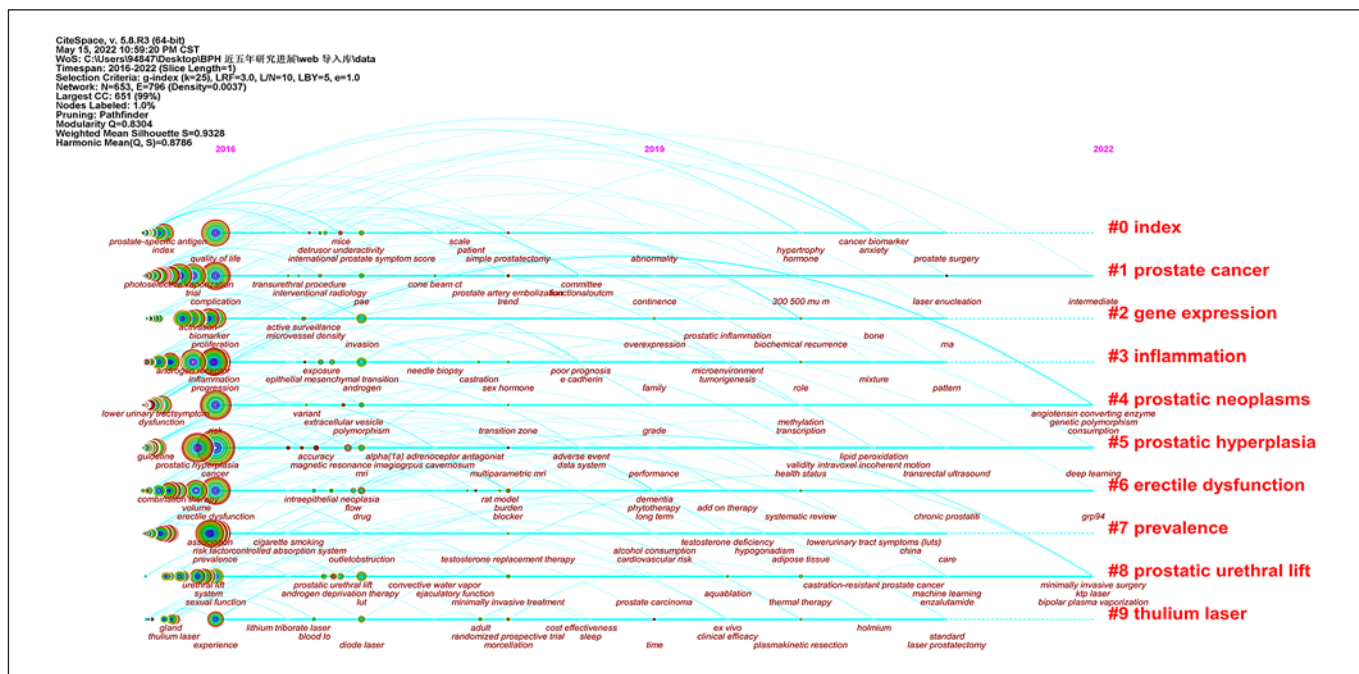 CiteSpace, v. 5.8.R3 (64-bit)
May 15, 2022 10:59:20 PM CST
WoS: C:\Users\94847\Desktop\BPH 近五年研究进展\web 导入库\data
Timespan: 2016-2022 (Slice Length=1)
Selection Criteria: g-index (k=25), LRF=3.0, L/N=10, LBY=5, e=1.0
Network: N=653, E=796 (Density=0.0037)
Largest CC: 651 (99%)
Nodes Labeled: 1.0%
Pruning: Pathfinder
Modularity Q=0.8304
Weighted Mean Silhouette S=0.9328
Harmonic Mean(Q, S)=0.8786
2016 2019 2022
#0 index
prostate-specific antigen mice scale cancer biomarker
index detrusor underactivity patient hypertrophy anxiety
quality of life international prostate symptom score simple prostatectomy abnormality hormone prostate surgery
#1 prostate cancer
photoselective vaporization transurethral procedure cone beam ct committee
trial interventional radiology prostate artery embolization functionaloutcm
complication pae trend continence 300 500 mu m laser enucleation intermediate
#2 gene expression
activation active surveillance
biomarker microvessel density prostatic inflammation bone
proliferation invasion overexpression biochemical recurrence rna
#3 inflammation
androgen receptor exposure needle biopsy poor prognosis microenvironment
inflammation epithelial mesenchymal transition castration e cadherin tumorigenesis mixture
progression androgen sex hormone family role pattern
#4 prostatic neoplasms
lower urinary tractsymptom variant angiotensin converting enzyme
dysfunction extracellular vesicle methylation genetic polymorphism
risk polymorphism transition zone grade transcription consumption
#5 prostatic hyperplasia
guideline accuracy alpha(1a) adrenoceptor antagonist adverse event lipid peroxidation
prostatic hyperplasia magnetic resonance imagiogrpus cavernosum data system validity intravoxel incoherent motion
cancer mri multiparametric mri performance health status transrectal ultrasound deep learning
#6 erectile dysfunction
combination therapy intraepithelial neoplasia rat model dementia
volume flow burden phytotherapy add on therapy
erectile dysfunction drug blocker long term systematic review chronic prostatiti grp94
#7 prevalence
association cigarette smoking testosterone deficiency lowerurinary tract symptoms (luts)
risk factorcontrolled absorption system alcohol consumption hypogonadism china
prevalence outletobstruction testosterone replacement therapy cardiovascular risk adipose tissue care
#8 prostatic urethral lift
urethral lift prostatic urethral lift convective water vapor castration-resistant prostate cancer minimally invasive surgery
system androgen deprivation therapy ejaculatory function aquablation machine learning ktp laser
sexual function lut minimally invasive treatment prostate carcinoma thermal therapy enzalutamide bipolar plasma vaporization
#9 thulium laser
gland lithium triborate laser adult cost effectiveness ex vivo holmium
thulium laser blood lo randomized prospective trial sleep clinical efficacy standard
experience diode laser morcellation time plasmakinetic resection laser prostatectomy